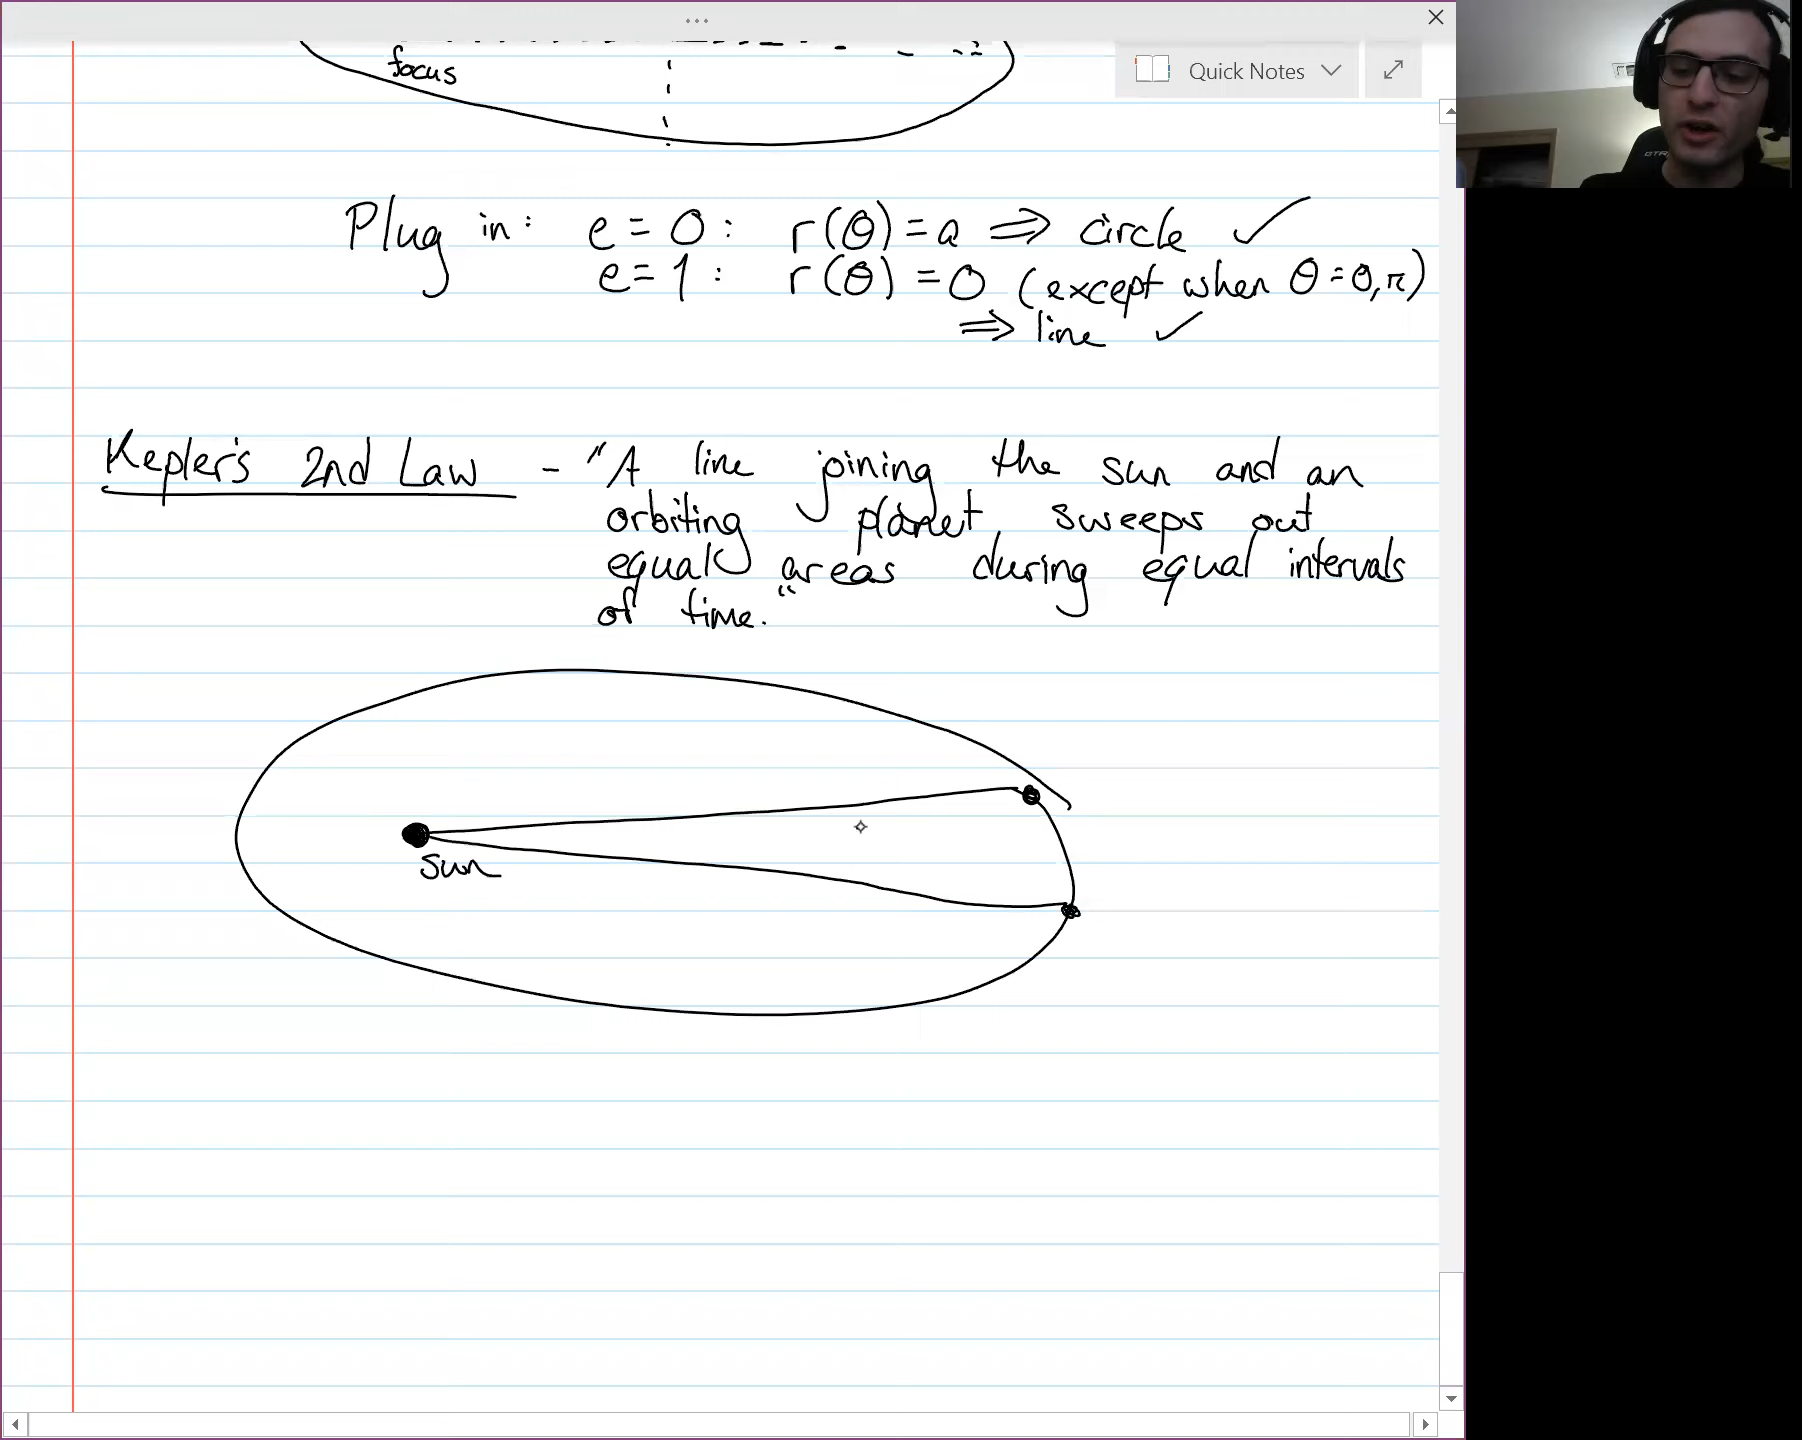 ...
Quick Notes
focus
Plug in: e = 0: r(θ) = a ⇒ circle ✓
e = 1: r(θ) = 0 (except when θ = 0, π)
⇒ line ✓
Kepler's 2nd Law - "A line joining the sun and an
orbiting planet sweeps out
equal areas during equal intervals
of time."
sun